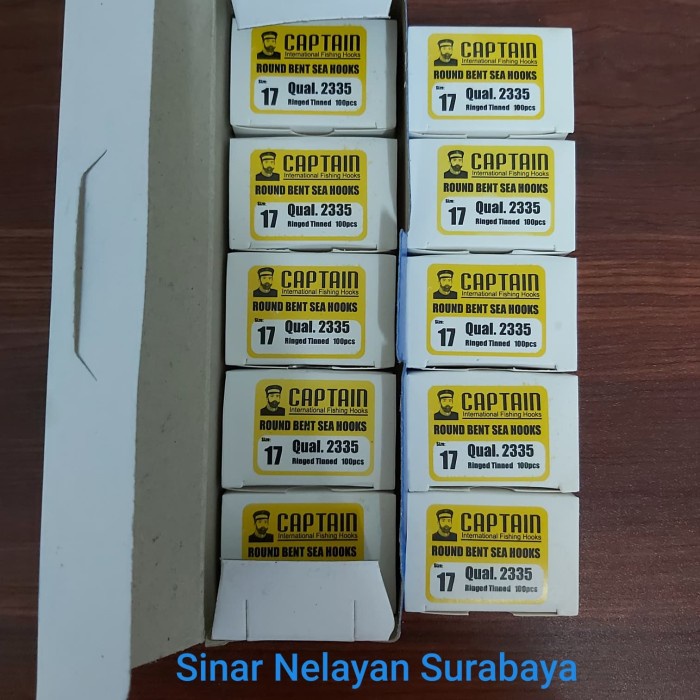 CAPTAIN
International Fishing Hooks
ROUND BENT SEA HOOKS
Size:
17
Qual. 2335
Ringed Tinned 100pcs
CAPTAIN
International Fishing Hooks
ROUND BENT SEA HOOKS
Size:
17
Qual. 2335
Ringed Tinned 100pcs
CAPTAIN
International Fishing Hooks
ROUND BENT SEA HOOKS
Size:
17
Qual. 2335
Ringed Tinned 100pcs
CAPTAIN
International Fishing Hooks
ROUND BENT SEA HOOKS
Size:
17
Qual. 2335
Ringed Tinned 100pcs
CAPTAIN
International Fishing Hooks
ROUND BENT SEA HOOKS
CAPTAIN
International Fishing Hooks
ROUND BENT SEA HOOKS
Size:
17
Qual. 2335
Ringed Tinned 100pcs
CAPTAIN
International Fishing Hooks
ROUND BENT SEA HOOKS
Size:
17
Qual. 2335
Ringed Tinned 100pcs
CAPTAIN
International Fishing Hooks
ROUND BENT SEA HOOKS
Size:
17
Qual. 2335
Ringed Tinned 100pcs
CAPTAIN
International Fishing Hooks
ROUND BENT SEA HOOKS
Size:
17
Qual. 2335
Ringed Tinned 100pcs
CAPTAIN
International Fishing Hooks
ROUND BENT SEA HOOKS
Size:
17
Qual. 2335
Ringed Tinned 100pcs
Sinar Nelayan Surabaya